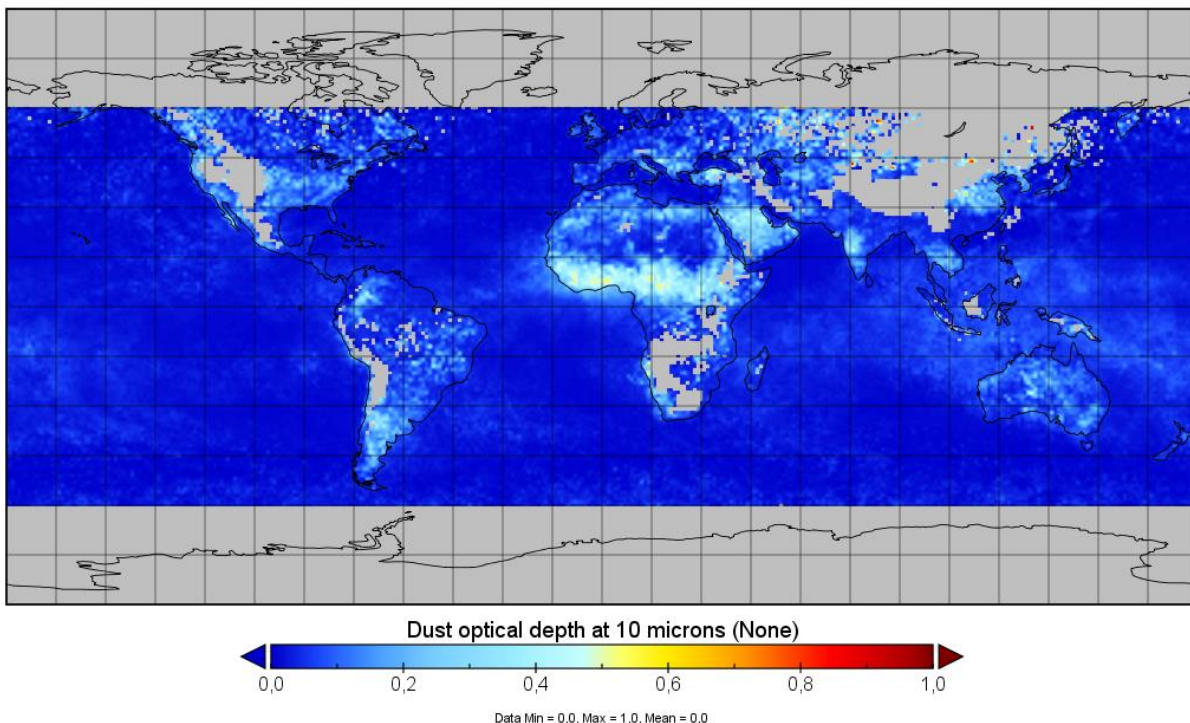 Dust optical depth at 10 microns (None)
0,0 0,2 0,4 0,6 0,8 1,0
Data Min = 0.0, Max = 1.0, Mean = 0.0